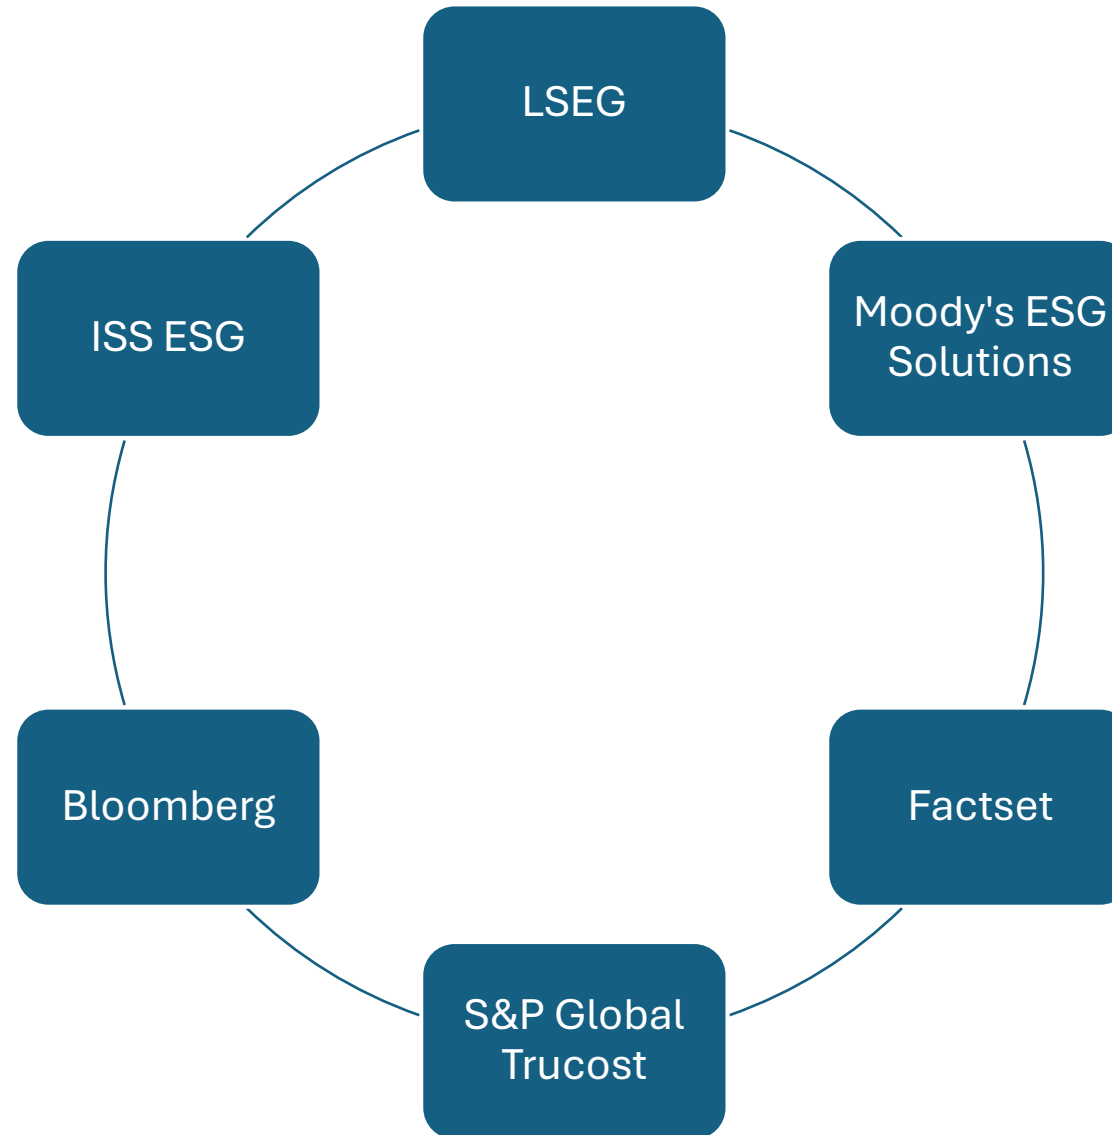 LSEG
ISS ESG
Moody's ESG
Solutions
Bloomberg
Factset
S&P Global
Trucost